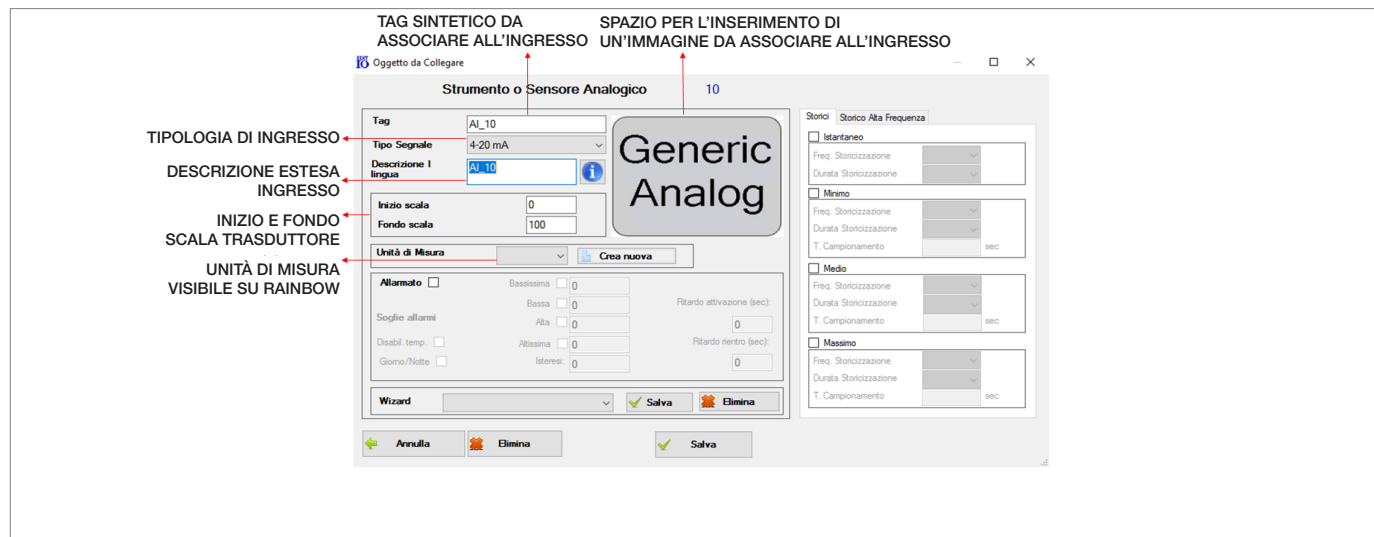 TAG SINTETICO DA
ASSOCIARE ALL'INGRESSO
SPAZIO PER L'INSERIMENTO DI
UN'IMMAGINE DA ASSOCIARE ALL'INGRESSO
Oggetto da Collegare
Strumento o Sensore Analogico 10
TIPOLOGIA DI INGRESSO
DESCRIZIONE ESTESA
INGRESSO
INIZIO E FONDO
SCALA TRASDUTTORE
UNITÀ DI MISURA
VISIBILE SU RAINBOW
Tag AI_10
Tipo Segnale 4-20 mA
Descrizione I
lingua
AI_10
Generic
Analog
Inizio scala 0
Fondo scala 100
Unità di Misura Crea nuova
Allarmato Bassissima 0
Bassa 0 Ritardo attivazione (sec):
Soglie allarmi Alta 0 0
Disabil. temp. Altissima 0 Ritardo rientro (sec):
Giorno/Notte Isteresi: 0 0
Wizard Salva Elimina
Annulla Elimina Salva
Storici Storico Alta Frequenza
Istantaneo
Freq. Storicizzazione
Durata Storicizzazione
Minimo
Freq. Storicizzazione
Durata Storicizzazione
T. Campionamento sec
Medio
Freq. Storicizzazione
Durata Storicizzazione
T. Campionamento sec
Massimo
Freq. Storicizzazione
Durata Storicizzazione
T. Campionamento sec